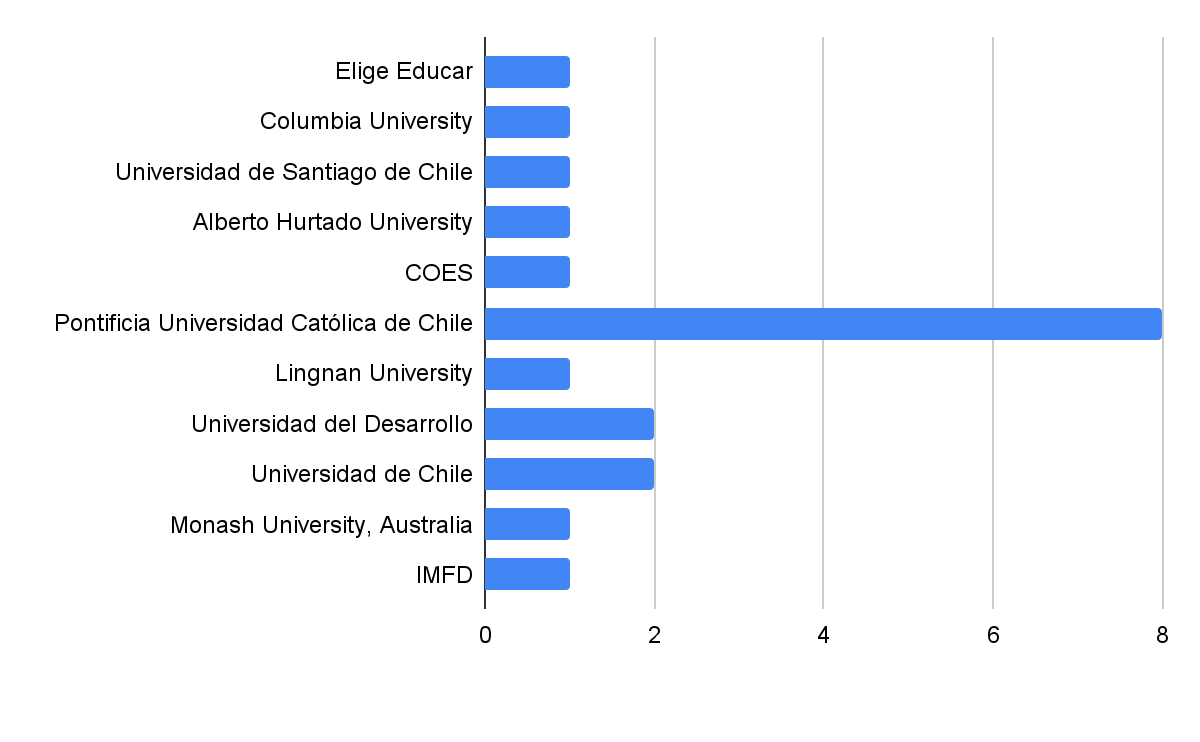 Elige Educar
Columbia University
Universidad de Santiago de Chile
Alberto Hurtado University
COES
Pontificia Universidad Católica de Chile
Lingnan University
Universidad del Desarrollo
Universidad de Chile
Monash University, Australia
IMFD
0 2 4 6 8